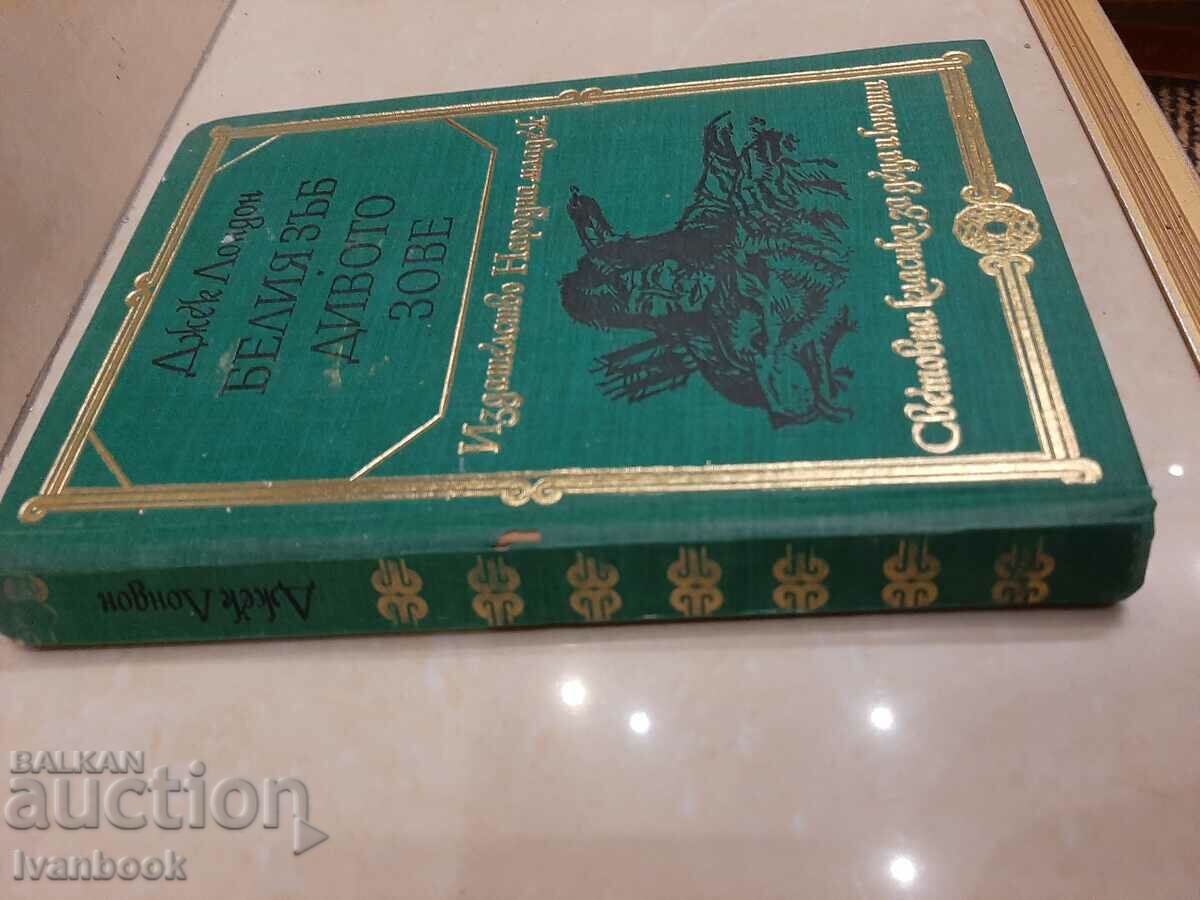 Джек Лондон
БЕЛИЯ ЗЪБ
ДИВОТО
ЗОВЕ
Издателство Народна младеж
Световна класика за деца и юноши
Джек Лондон
BALKAN
auction
Ivanbook